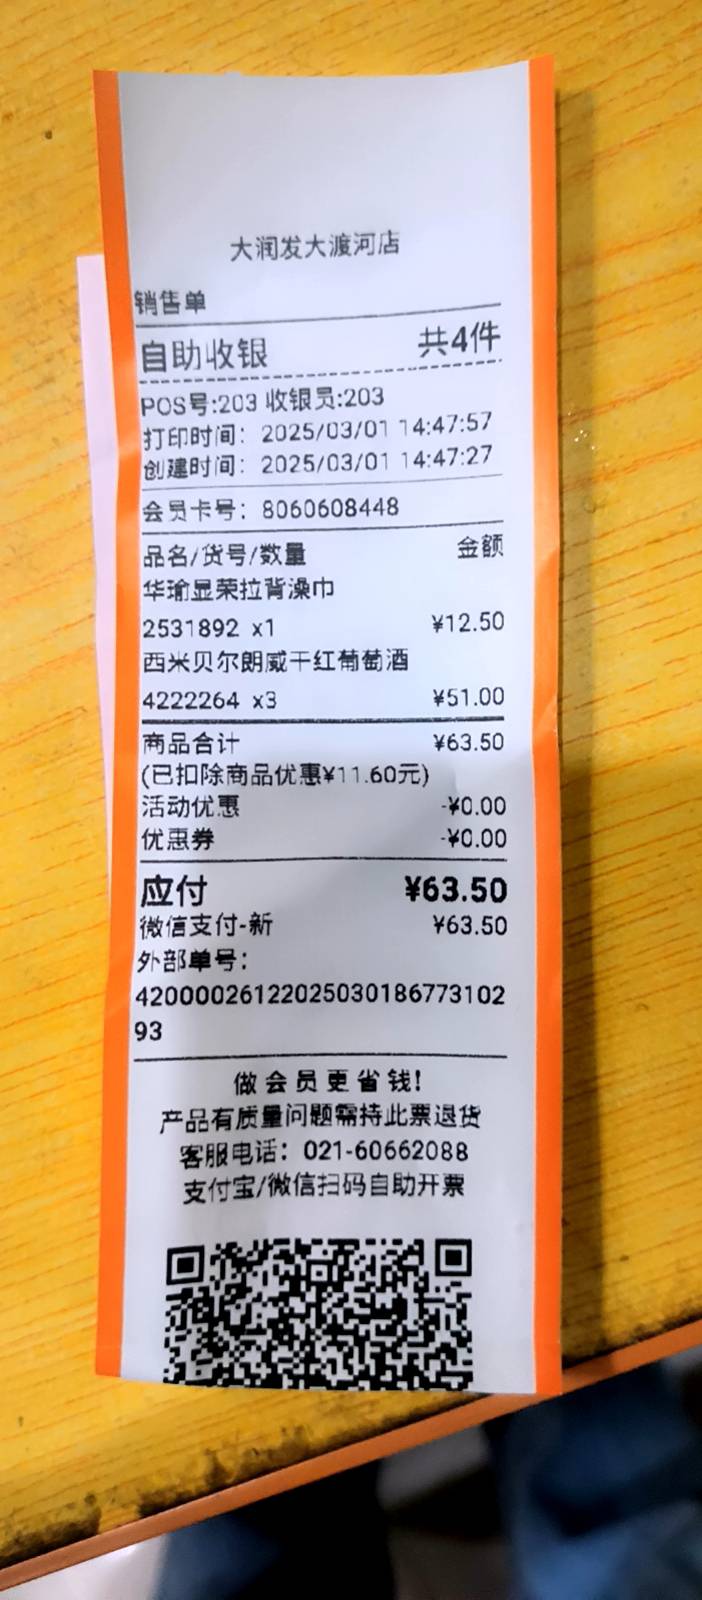 大润发大渡河店
销售单
自助收银 共4件
POS号:203 收银员:203
打印时间： 2025/03/01 14:47:57
创建时间： 2025/03/01 14:47:27
会员卡号： 8060608448
品名/货号/数量 金额
华瑜显荣拉背澡巾
2531892 x1 ¥12.50
西米贝尔朗威干红葡萄酒
4222264 x3 ¥51.00
商品合计 ¥63.50
(已扣除商品优惠¥11.60元)
活动优惠 -¥0.00
优惠券 -¥0.00
应付 ¥63.50
微信支付-新 ¥63.50
外部单号：
42000026122025030186773102
93
做会员更省钱!
产品有质量问题需持此票退货
客服电话： 021-60662088
支付宝/微信扫码自助开票